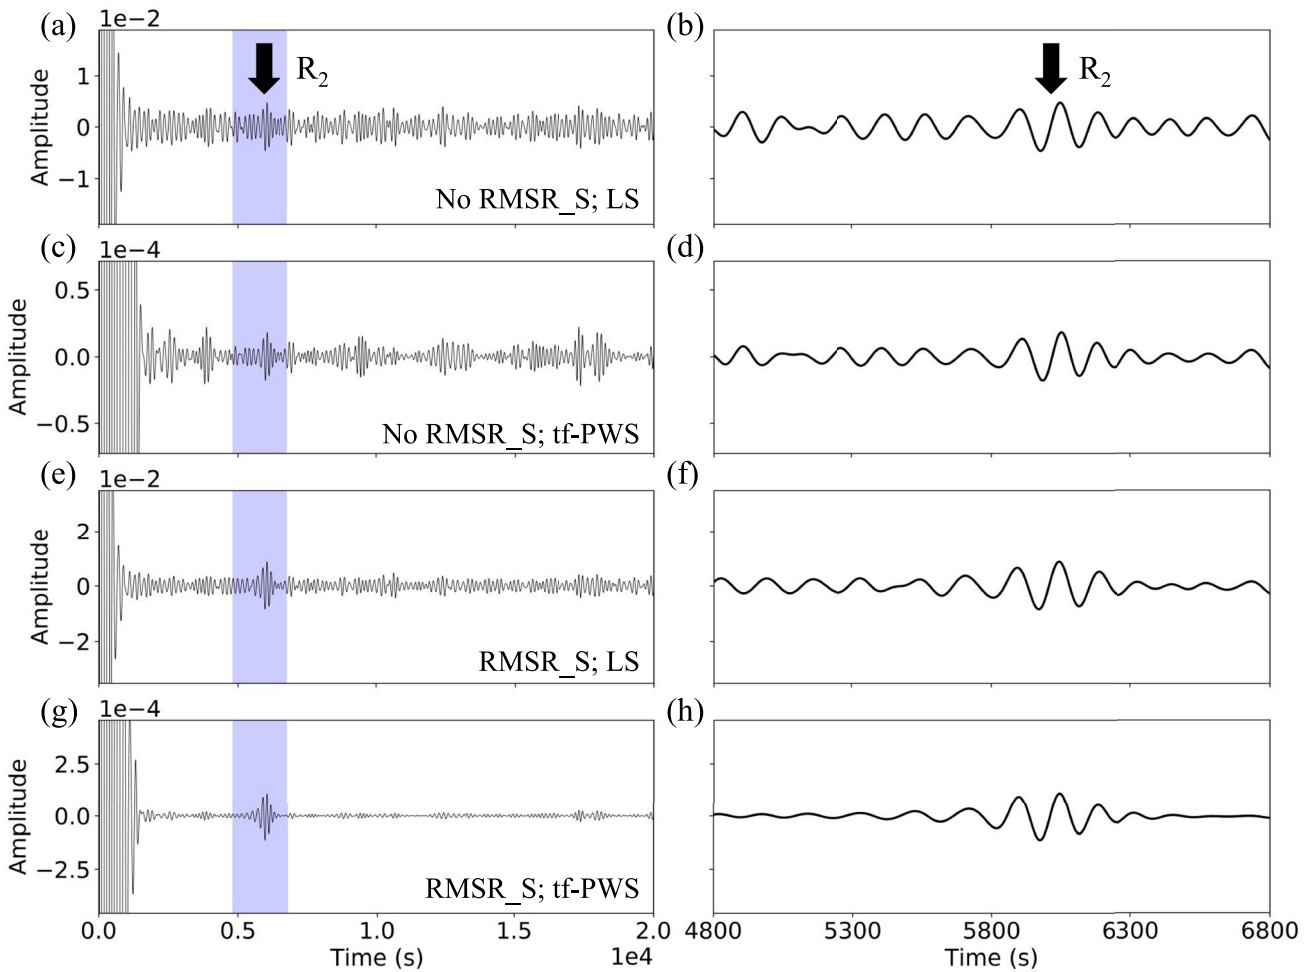 (a) 1e−2 (b)
R₂ R₂
1
0
−1
Amplitude
No RMSR_S; LS
(c) 1e−4 (d)
0.5
0.0
−0.5
Amplitude
No RMSR_S; tf-PWS
(e) 1e−2 (f)
2
0
−2
Amplitude
RMSR_S; LS
(g) 1e−4 (h)
2.5
0.0
−2.5
Amplitude
RMSR_S; tf-PWS
0.0 0.5 1.0 1.5 2.0 4800 5300 5800 6300 6800
Time (s) 1e4 Time (s)